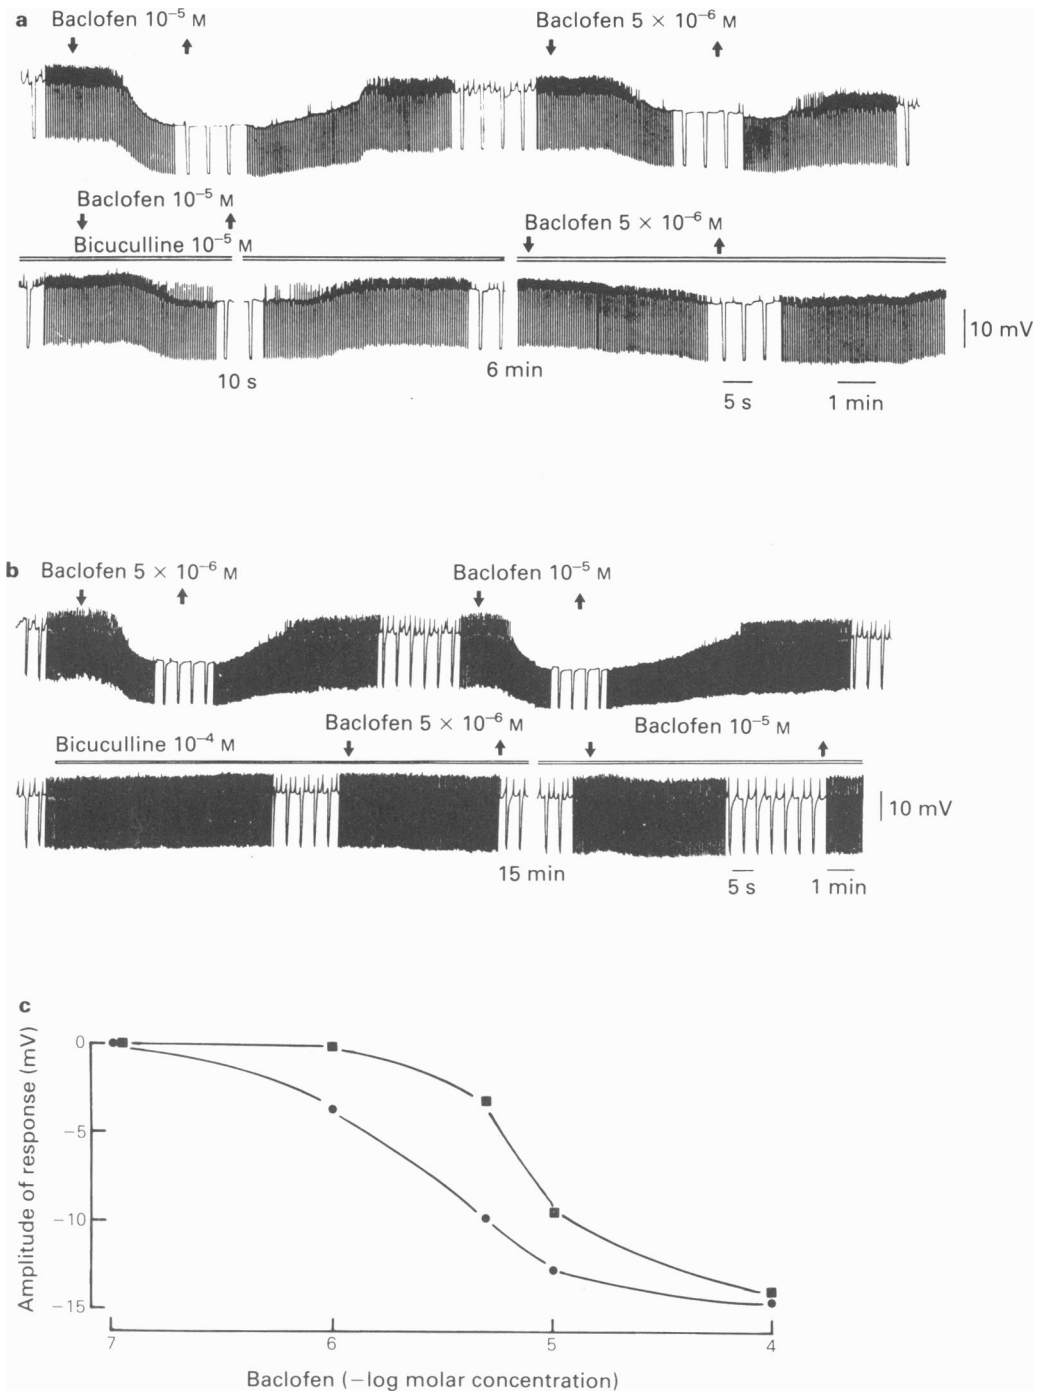 a
Baclofen 10⁻⁵ M
Baclofen 5 × 10⁻⁶ M
Baclofen 10⁻⁵ M
Baclofen 5 × 10⁻⁶ M
Bicuculline 10⁻⁵ M
10 mV
10 s
6 min
5 s
1 min
b
Baclofen 5 × 10⁻⁶ M
Baclofen 10⁻⁵ M
Baclofen 5 × 10⁻⁶ M
Baclofen 10⁻⁵ M
Bicuculline 10⁻⁴ M
10 mV
15 min
5 s
1 min
c
Amplitude of response (mV)
0
−5
−10
−15
7
6
5
4
Baclofen (−log molar concentration)